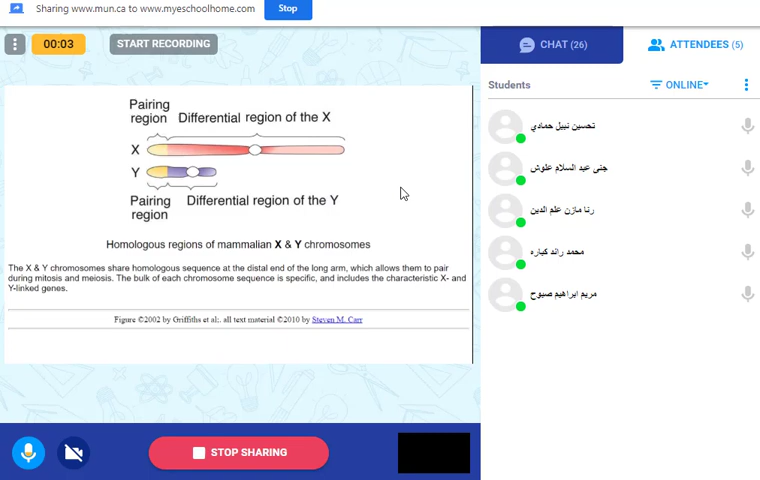 Sharing www.mun.ca to www.myeschoolhome.com
Stop
00:03
START RECORDING
CHAT (26)
ATTENDEES (5)
Students
ONLINE
Pairing
region
Differential region of the X
X
Y
Pairing
region
Differential region of the Y
Homologous regions of mammalian X & Y chromosomes
The X & Y chromosomes share homologous sequence at the distal end of the long arm, which allows them to pair
during mitosis and meiosis. The bulk of each chromosome sequence is specific, and includes the characteristic X- and
Y-linked genes.
Figure ©2002 by Griffiths et al;. all text material ©2010 by Steven M. Carr
تحسين نبيل حمادي
جنى عبد السلام علوش
رنا مازن علم الدين
محمد رائد كباره
مريم ابراهيم صبوح
STOP SHARING